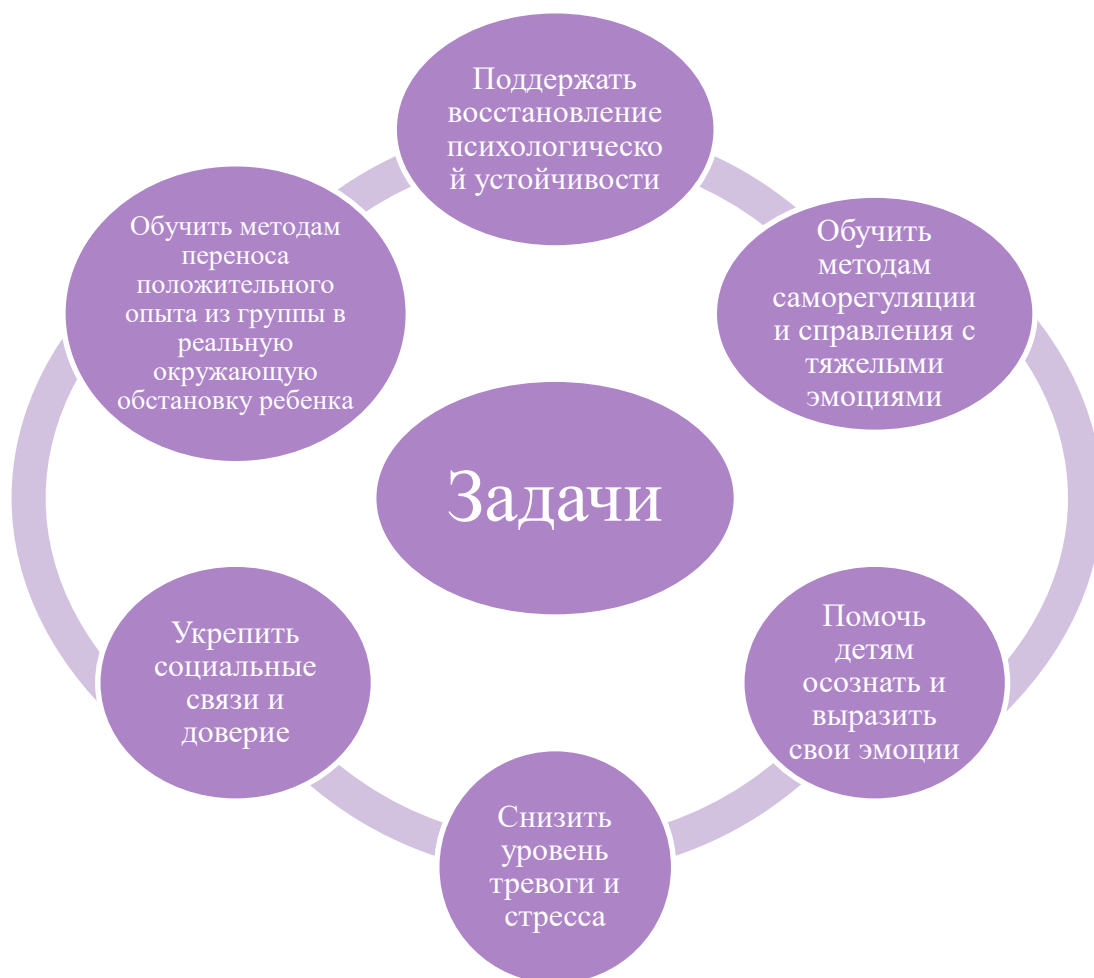 Поддержать
восстановление
психологическо
й устойчивости
Обучить
методам
саморегуляции
и справления с
тяжелыми
эмоциями
Помочь
детям
осознать и
выразить
свои эмоции
Снизить
уровень
тревоги и
стресса
Укрепить
социальные
связи и
доверие
Обучить методам
переноса
положительного
опыта из группы в
реальную
окружающую
обстановку ребенка
Задачи